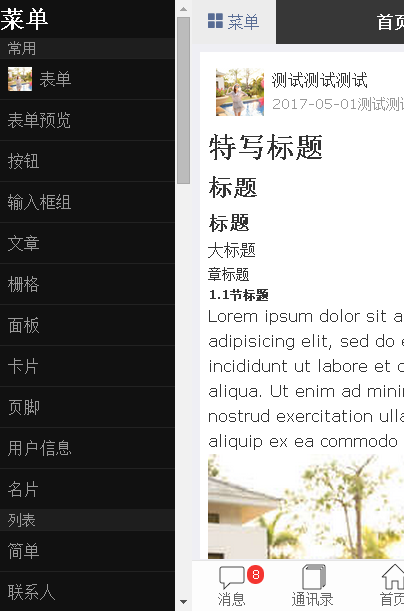 菜单
常用
表单
表单预览
按钮
输入框组
文章
栅格
面板
卡片
页脚
用户信息
名片
列表
简单
联系人
菜单
首页
测试测试测试
2017-05-01测试测
特写标题
标题
标题
大标题
章标题
1.1节标题
Lorem ipsum dolor sit a
adipisicing elit, sed do e
incididunt ut labore et d
aliqua. Ut enim ad mini
nostrud exercitation ulla
aliquip ex ea commodo
8
消息
通讯录
首页